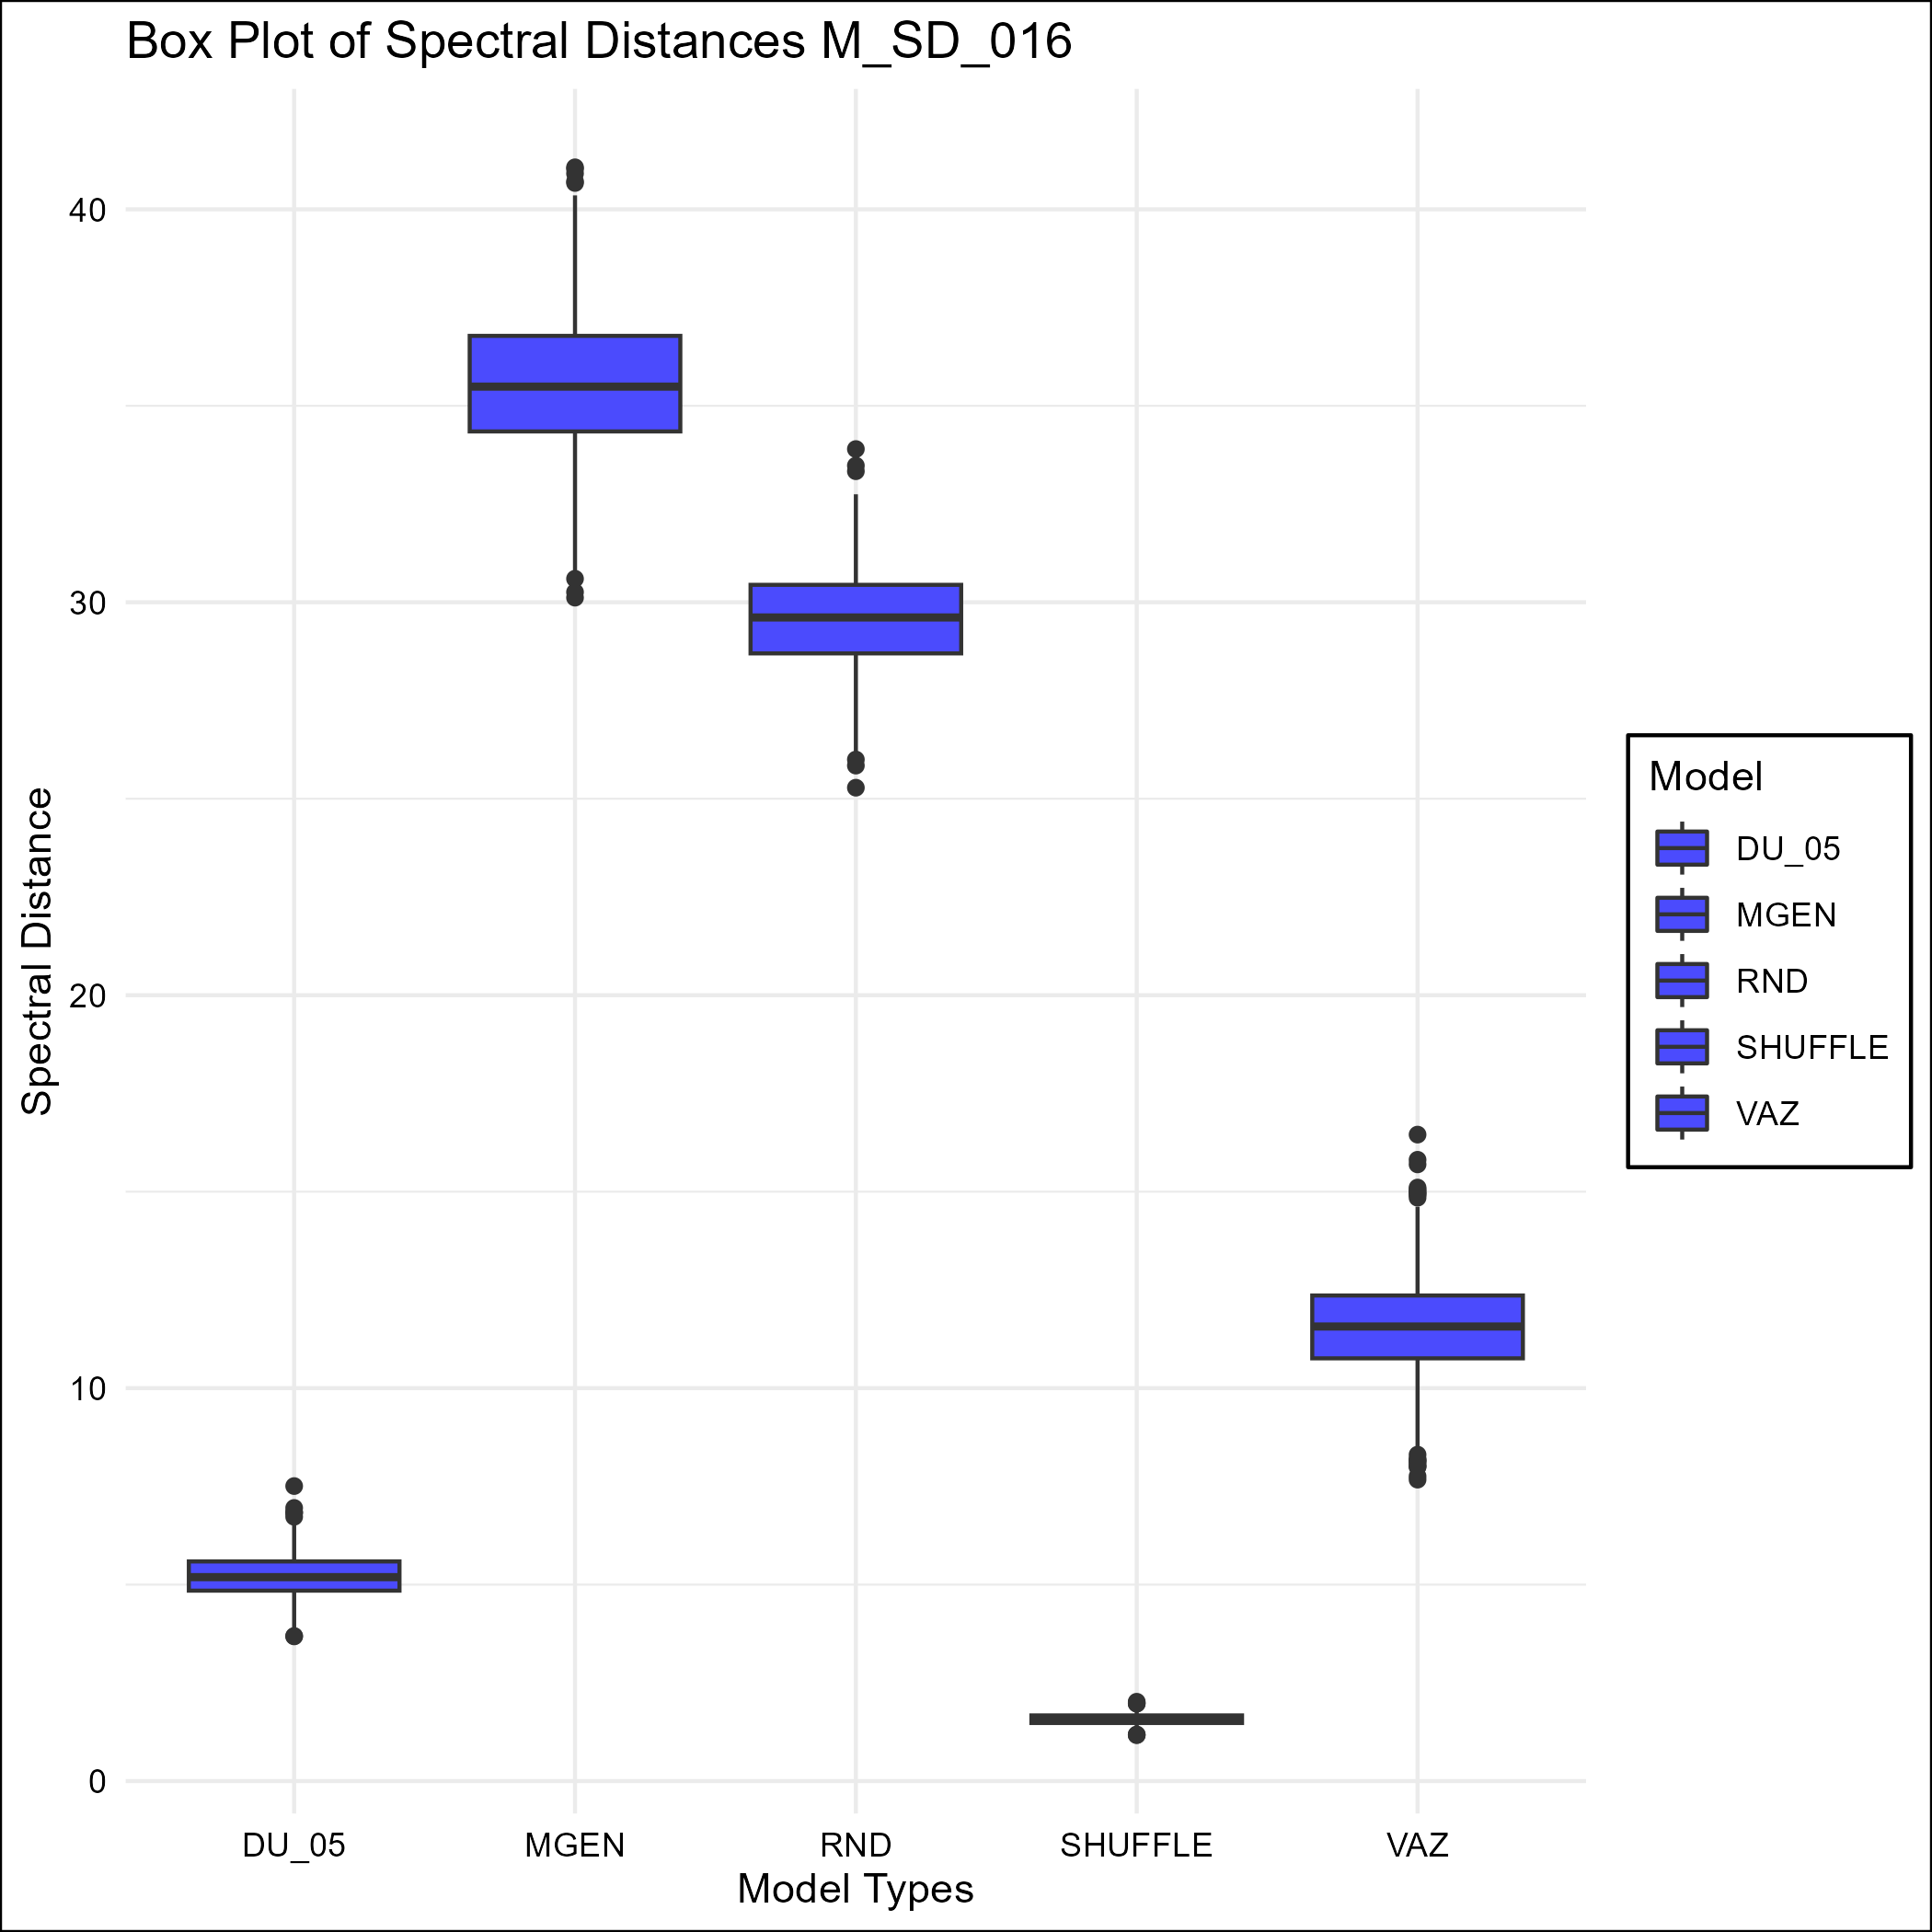 Box Plot of Spectral Distances M_SD_016
Spectral Distance
40
30
20
10
0
DU_05
MGEN
RND
SHUFFLE
VAZ
Model Types
Model
DU_05
MGEN
RND
SHUFFLE
VAZ